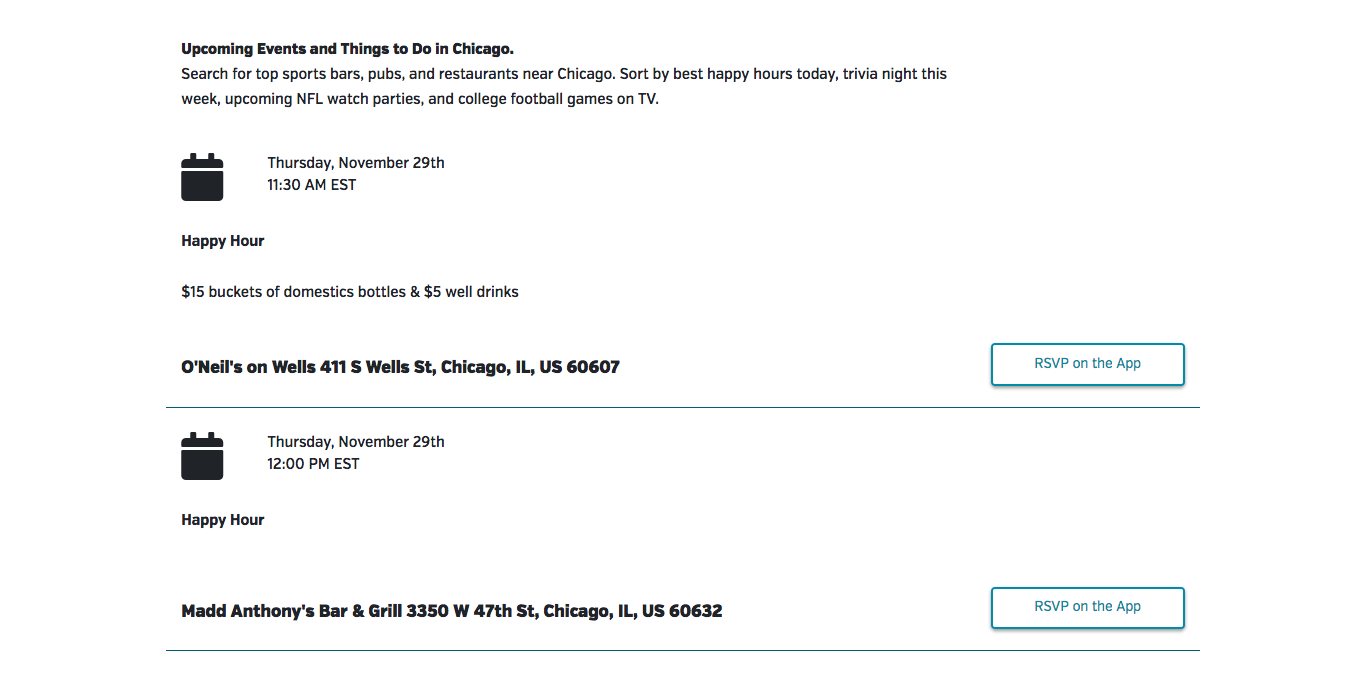 Upcoming Events and Things to Do in Chicago.
Search for top sports bars, pubs, and restaurants near Chicago. Sort by best happy hours today, trivia night this
week, upcoming NFL watch parties, and college football games on TV.
Thursday, November 29th
11:30 AM EST
Happy Hour
$15 buckets of domestics bottles & $5 well drinks
O'Neil's on Wells 411 S Wells St, Chicago, IL, US 60607
RSVP on the App
Thursday, November 29th
12:00 PM EST
Happy Hour
Madd Anthony's Bar & Grill 3350 W 47th St, Chicago, IL, US 60632
RSVP on the App